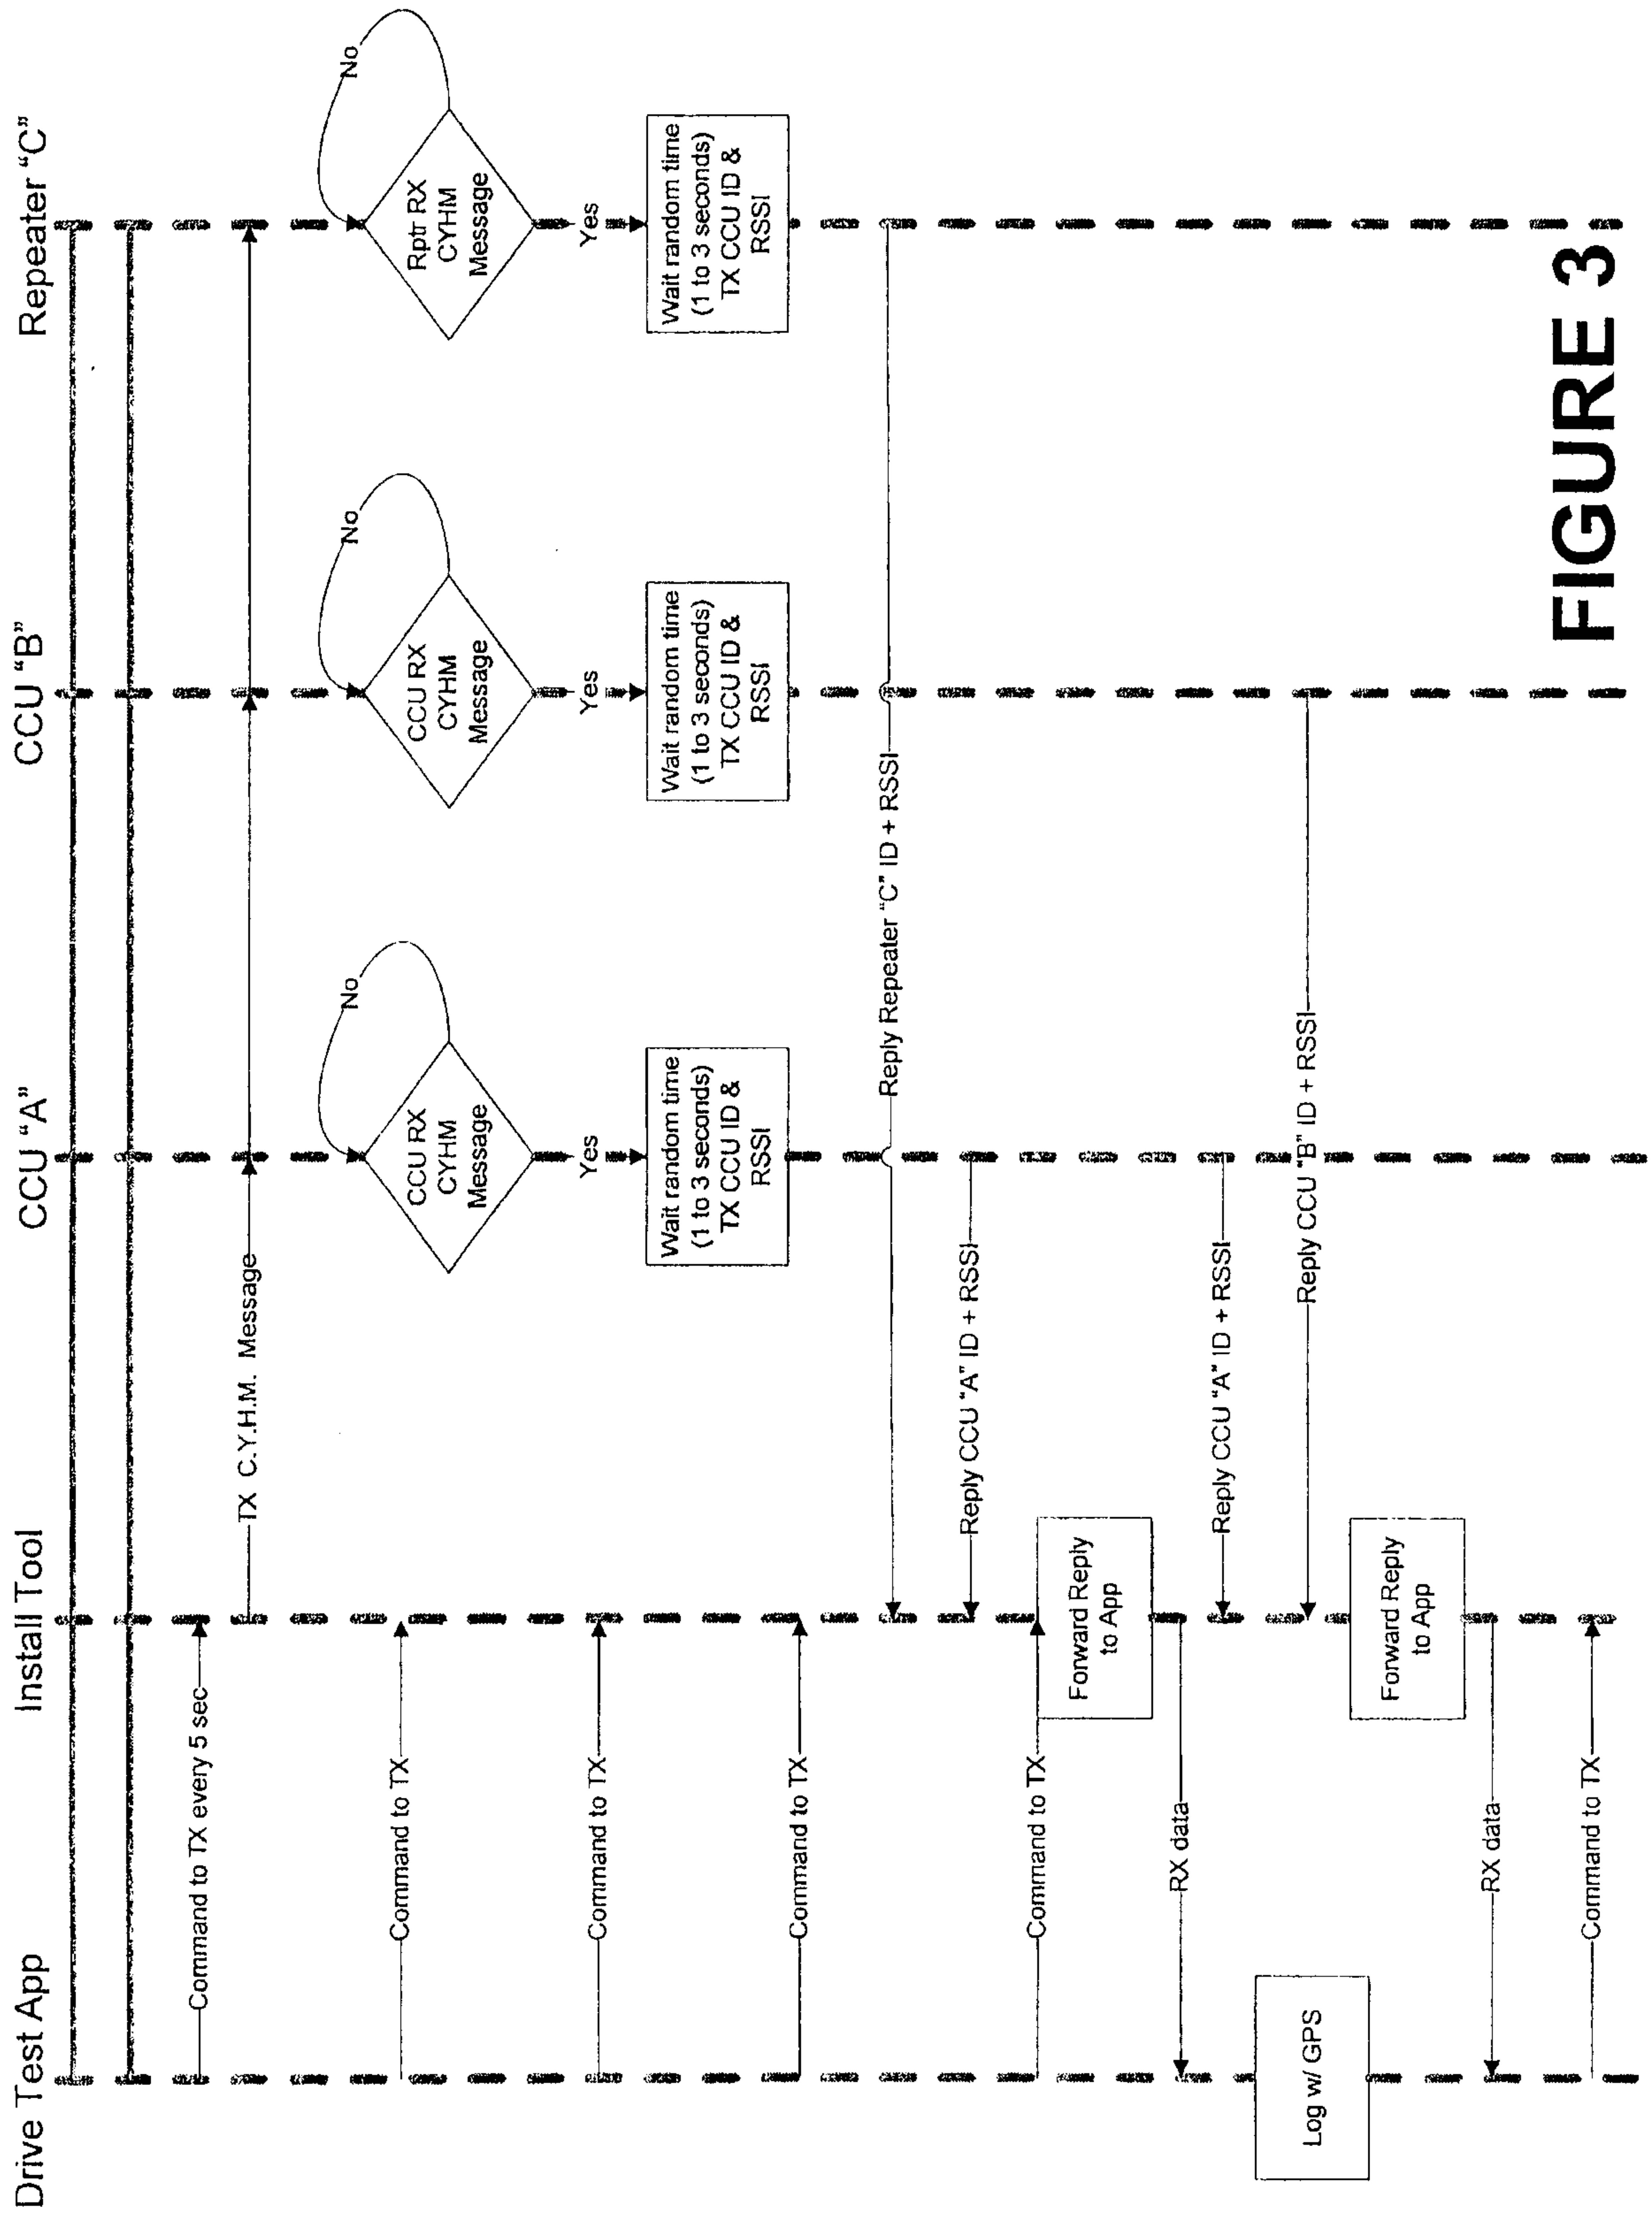 Drive Test App
Install Tool
CCU "A"
CCU "B"
Repeater "C"
Command to TX every 5 sec
TX C.Y.H.M. Message
No
No
No
Command to TX
CCU RX
CYHM
Message
CCU RX
CYHM
Message
Rptr RX
CYHM
Message
Yes
Yes
Yes
Command to TX
Wait random time
(1 to 3 seconds)
TX CCU ID &
RSSI
Wait random time
(1 to 3 seconds)
TX CCU ID &
RSSI
Wait random time
(1 to 3 seconds)
TX CCU ID &
RSSI
Command to TX
Reply Repeater "C" ID + RSSI
Reply CCU "A" ID + RSSI
Command to TX
Forward Reply
to App
RX data
Reply CCU "A" ID + RSSI
Log w/ GPS
Reply CCU "B" ID + RSSI
Forward Reply
to App
RX data
Command to TX
FIGURE 3